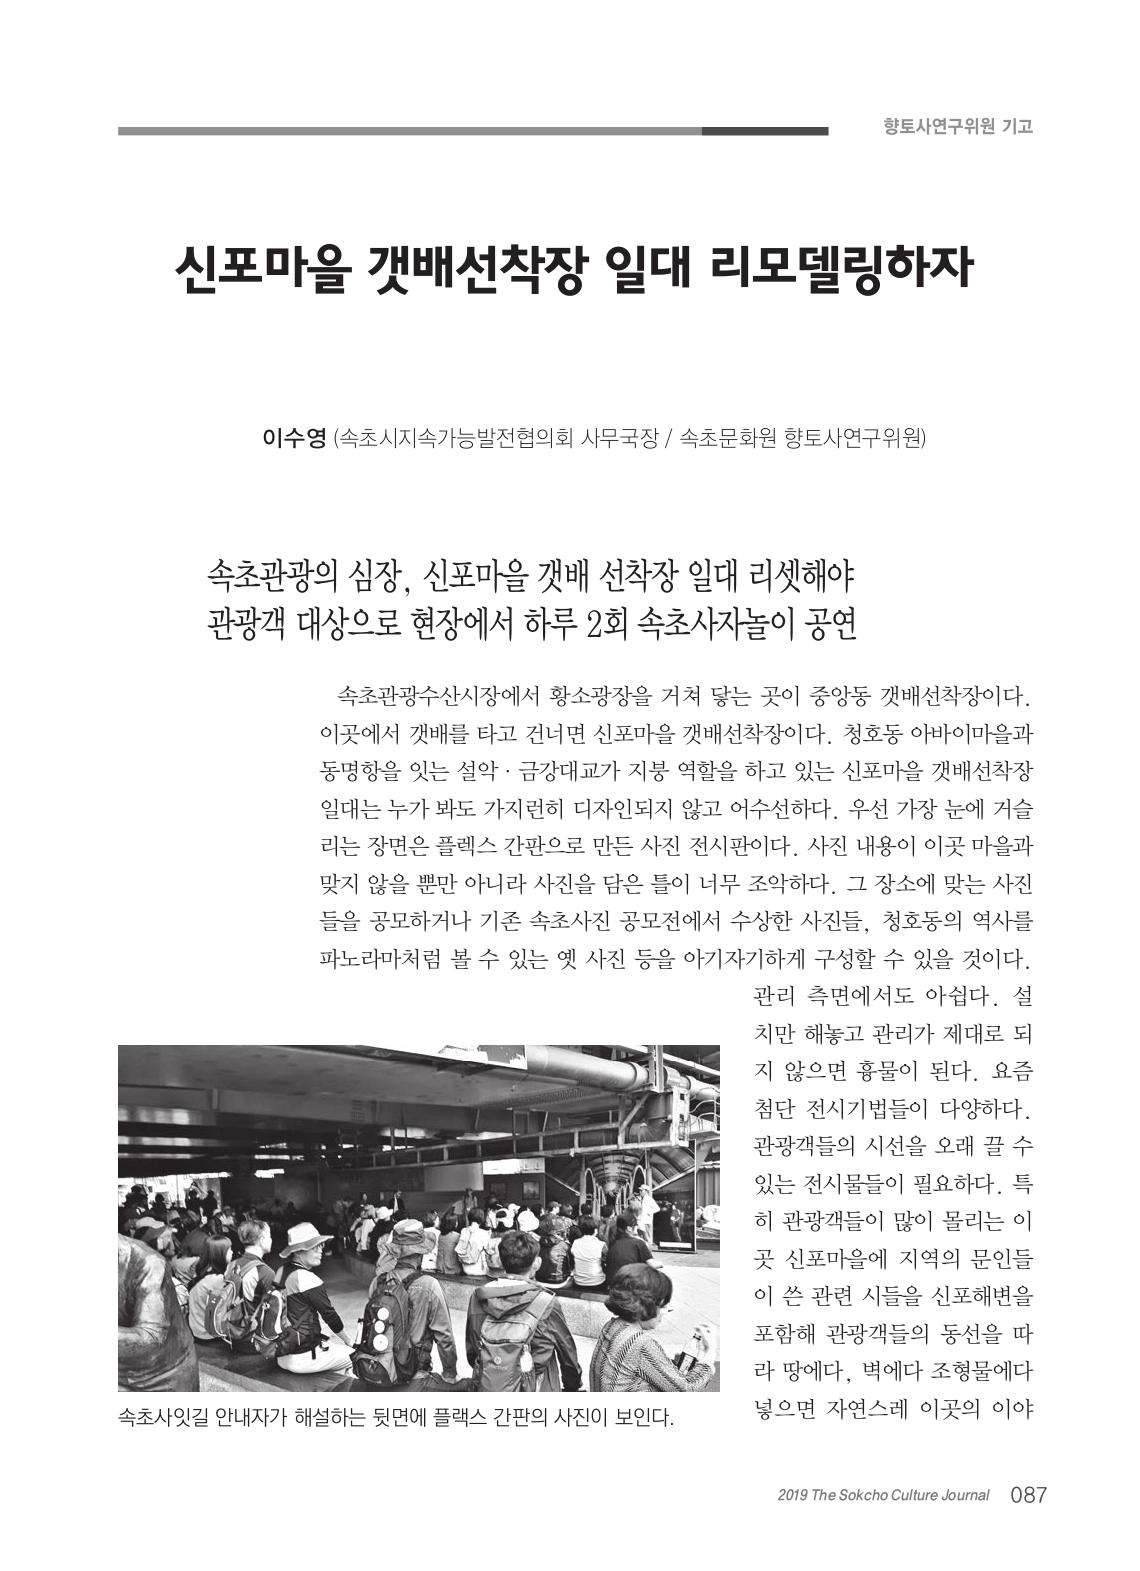 향토사연구위원 기고
신포마을 갯배선착장 일대 리모델링하자
이수영 (속초시지속가능발전협의회 사무국장 / 속초문화원 향토사연구위원)
속초관광의 심장, 신포마을 갯배 선착장 일대 리셋해야
관광객 대상으로 현장에서 하루 2회 속초사자놀이 공연
속초관광수산시장에서 황소광장을 거쳐 닿는 곳이 중앙동 갯배선착장이다.
이곳에서 갯배를 타고 건너면 신포마을 갯배선착장이다. 청호동 아바이마을과
동명항을 잇는 설악·금강대교가 지붕 역할을 하고 있는 신포마을 갯배선착장
일대는 누가 봐도 가지런히 디자인되지 않고 어수선하다. 우선 가장 눈에 거슬
리는 장면은 플렉스 간판으로 만든 사진 전시판이다. 사진 내용이 이곳 마을과
맞지 않을 뿐만 아니라 사진을 담은 틀이 너무 조악하다. 그 장소에 맞는 사진
들을 공모하거나 기존 속초사진 공모전에서 수상한 사진들, 청호동의 역사를
파노라마처럼 볼 수 있는 옛 사진 등을 아기자기하게 구성할 수 있을 것이다.
관리 측면에서도 아쉽다. 설
치만 해놓고 관리가 제대로 되
지 않으면 흉물이 된다. 요즘
첨단 전시기법들이 다양하다.
관광객들의 시선을 오래 끌 수
있는 전시물들이 필요하다. 특
히 관광객들이 많이 몰리는 이
곳 신포마을에 지역의 문인들
이 쓴 관련 시들을 신포해변을
포함해 관광객들의 동선을 따
라 땅에다, 벽에다 조형물에다
넣으면 자연스레 이곳의 이야
속초사잇길 안내자가 해설하는 뒷면에 플랙스 간판의 사진이 보인다.
2019 The Sokcho Culture Journal 087